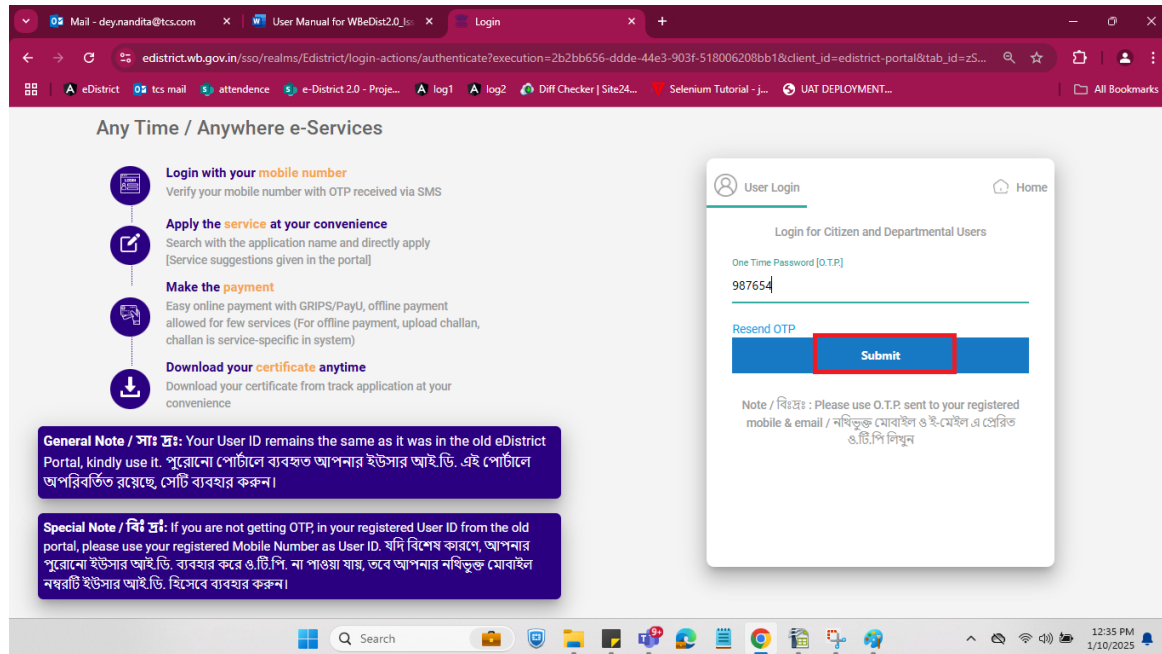 Mail - dey.nandita@tcs.com
User Manual for WBeDist2.0_Iss
Login
edistrict.wb.gov.in/sso/realms/Edistrict/login-actions/authenticate?execution=2b2bb656-ddde-44e3-903f-518006208bb1&client_id=edistrict-portal&tab_id=zS...
eDistrict
tcs mail
attendence
e-District 2.0 - Proje...
log1
log2
Diff Checker | Site24...
Selenium Tutorial - j...
UAT DEPLOYMENT...
All Bookmarks
Any Time / Anywhere e-Services
Login with your mobile number
Verify your mobile number with OTP received via SMS
Apply the service at your convenience
Search with the application name and directly apply
[Service suggestions given in the portal]
Make the payment
Easy online payment with GRIPS/PayU, offline payment
allowed for few services (For offline payment, upload challan,
challan is service-specific in system)
Download your certificate anytime
Download your certificate from track application at your
convenience
General Note / সাঃ দ্রঃ: Your User ID remains the same as it was in the old eDistrict
Portal, kindly use it. পুরোনো পোর্টালে ব্যবহৃত আপনার ইউসার আই.ডি. এই পোর্টালে
অপরিবর্তিত রয়েছে, সেটি ব্যবহার করুন।
Special Note / বিঃ দ্রঃ: If you are not getting OTP, in your registered User ID from the old
portal, please use your registered Mobile Number as User ID. যদি বিশেষ কারণে, আপনার
পুরোনো ইউসার আই.ডি. ব্যবহার করে ও.টি.পি. না পাওয়া যায়, তবে আপনার নথিভুক্ত মোবাইল
নম্বরটি ইউসার আই.ডি. হিসেবে ব্যবহার করুন।
User Login
Home
Login for Citizen and Departmental Users
One Time Password [O.T.P.]
987654
Resend OTP
Submit
Note / বিঃদ্রঃ : Please use O.T.P. sent to your registered
mobile & email / নথিভুক্ত মোবাইল ও ই-মেইল এ প্রেরিত
ও.টি.পি লিখুন
Search
9+
12:35 PM
1/10/2025